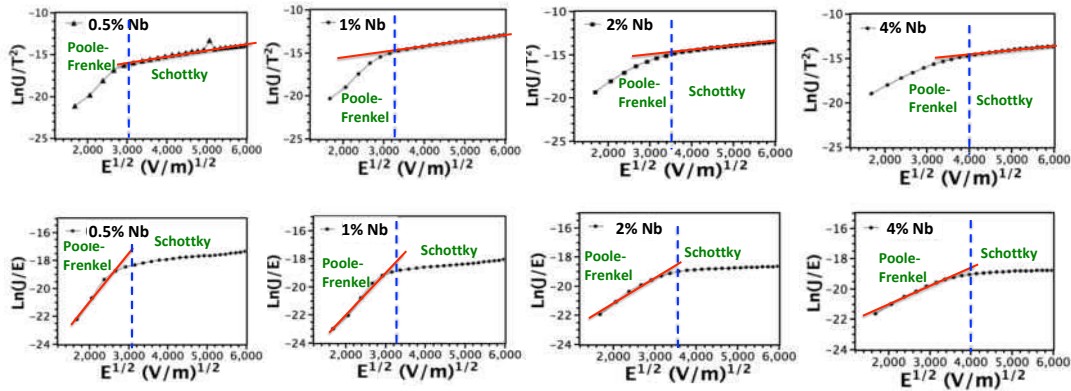 0.5% Nb
Ln(J/T²)
−10
−15
−20
−25
Poole-
Frenkel
Schottky
2,000 3,000 4,000 5,000 6,000
E^1/2 (V/m)^1/2
1% Nb
Ln(J/T²)
−10
−15
−20
−25
Poole-
Frenkel
Schottky
2,000 3,000 4,000 5,000 6,000
E^1/2 (V/m)^1/2
2% Nb
Ln(J/T²)
−10
−15
−20
−25
Poole-
Frenkel
Schottky
2,000 3,000 4,000 5,000 6,000
E^1/2 (V/m)^1/2
4% Nb
Ln(J/T²)
−10
−15
−20
−25
Poole-
Frenkel
Schottky
2,000 3,000 4,000 5,000 6,000
E^1/2 (V/m)^1/2
0.5% Nb
Ln(J/E)
−16
−18
−20
−22
−24
Poole-
Frenkel
Schottky
2,000 3,000 4,000 5,000 6,000
E^1/2 (V/m)^1/2
1% Nb
Ln(J/E)
−16
−18
−20
−22
−24
Poole-
Frenkel
Schottky
2,000 3,000 4,000 5,000 6,000
E^1/2 (V/m)^1/2
2% Nb
Ln(J/E)
−16
−18
−20
−22
−24
Poole-
Frenkel
Schottky
2,000 3,000 4,000 5,000 6,000
E^1/2 (V/m)^1/2
4% Nb
Ln(J/E)
−16
−18
−20
−22
−24
Poole-
Frenkel
Schottky
2,000 3,000 4,000 5,000 6,000
E^1/2 (V/m)^1/2